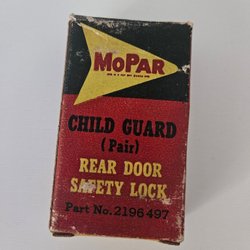 MOPAR
CHILD GUARD
(Pair)
REAR DOOR
SAFETY LOCK
Part No. 2196497